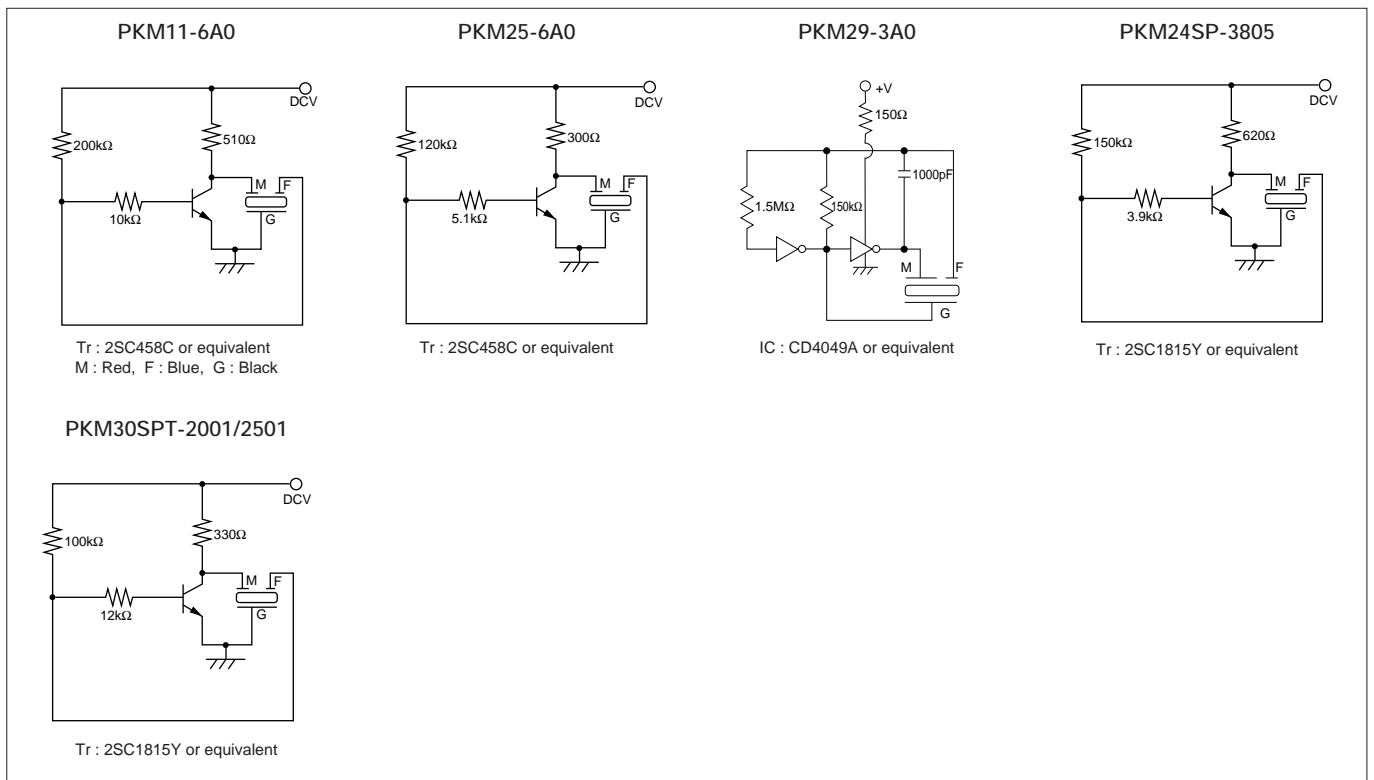 PKM11-6A0
DCV
200kΩ
510Ω
M
F
10kΩ
G
Tr : 2SC458C or equivalent
M : Red, F : Blue, G : Black
PKM25-6A0
DCV
120kΩ
300Ω
M
F
5.1kΩ
G
Tr : 2SC458C or equivalent
PKM29-3A0
+V
150Ω
1000pF
1.5MΩ
150kΩ
M
F
G
IC : CD4049A or equivalent
PKM24SP-3805
DCV
150kΩ
620Ω
M
F
3.9kΩ
G
Tr : 2SC1815Y or equivalent
PKM30SPT-2001/2501
DCV
100kΩ
330Ω
M
F
12kΩ
G
Tr : 2SC1815Y or equivalent